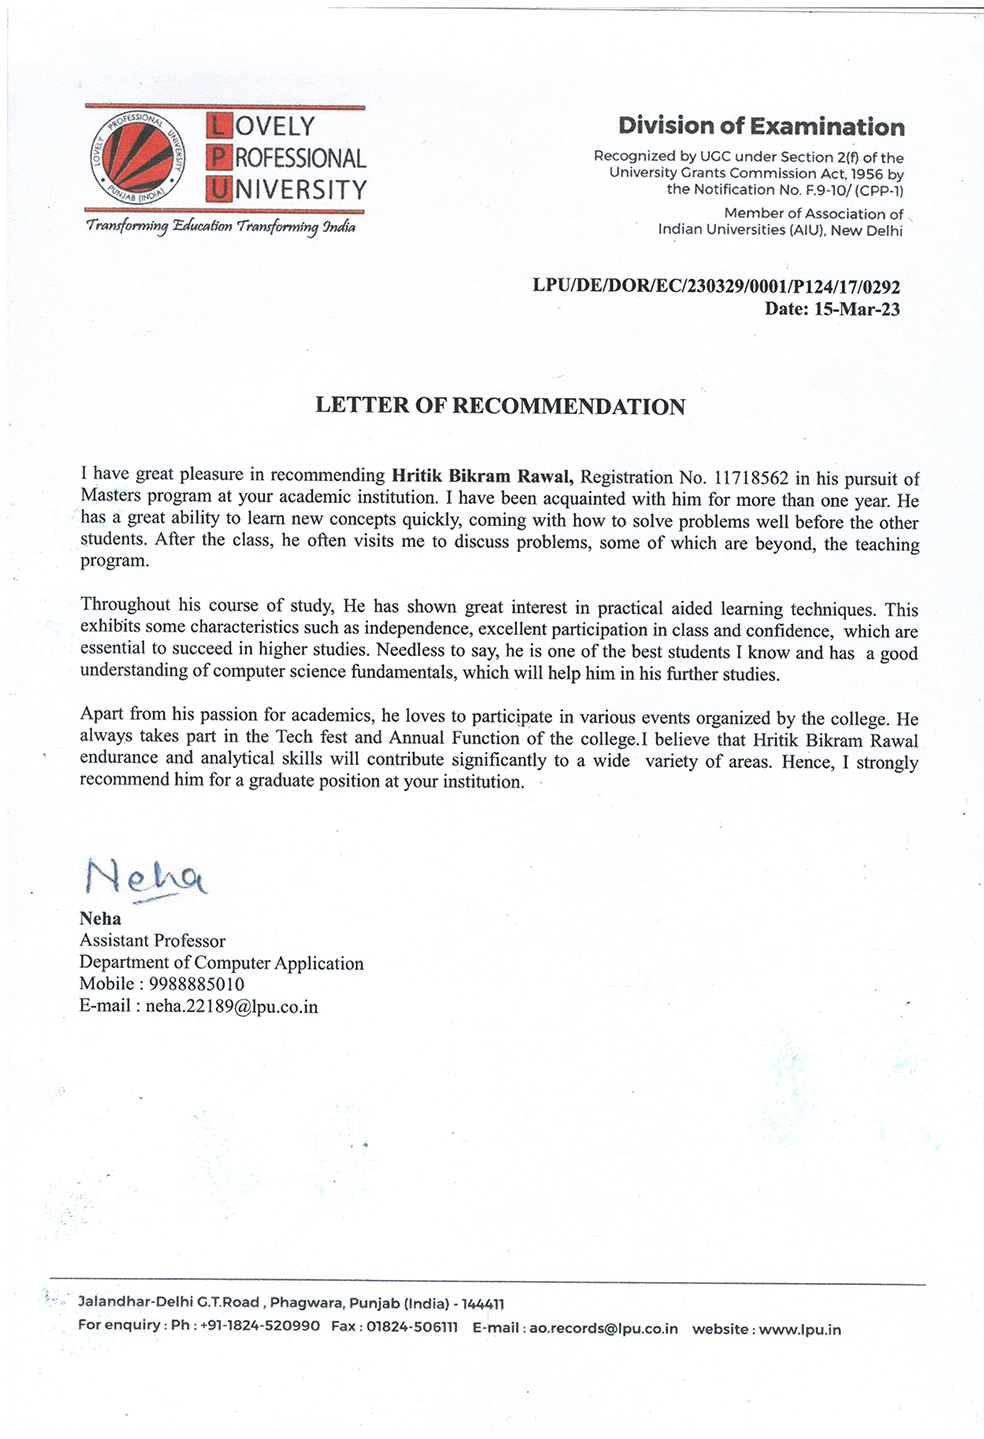 LOVELY PROFESSIONAL UNIVERSITY
PUNJAB (INDIA)
LOVELY
PROFESSIONAL
UNIVERSITY
Transforming Education Transforming India
Division of Examination
Recognized by UGC under Section 2(f) of the
University Grants Commission Act, 1956 by
the Notification No. F.9-10/ (CPP-1)
Member of Association of
Indian Universities (AIU), New Delhi
LPU/DE/DOR/EC/230329/0001/P124/17/0292
Date: 15-Mar-23
LETTER OF RECOMMENDATION
I have great pleasure in recommending Hritik Bikram Rawal, Registration No. 11718562 in his pursuit of
Masters program at your academic institution. I have been acquainted with him for more than one year. He
has a great ability to learn new concepts quickly, coming with how to solve problems well before the other
students. After the class, he often visits me to discuss problems, some of which are beyond, the teaching
program.
Throughout his course of study, He has shown great interest in practical aided learning techniques. This
exhibits some characteristics such as independence, excellent participation in class and confidence, which are
essential to succeed in higher studies. Needless to say, he is one of the best students I know and has a good
understanding of computer science fundamentals, which will help him in his further studies.
Apart from his passion for academics, he loves to participate in various events organized by the college. He
always takes part in the Tech fest and Annual Function of the college.I believe that Hritik Bikram Rawal
endurance and analytical skills will contribute significantly to a wide variety of areas. Hence, I strongly
recommend him for a graduate position at your institution.
Neha
Neha
Assistant Professor
Department of Computer Application
Mobile : 9988885010
E-mail : neha.22189@lpu.co.in
Jalandhar-Delhi G.T.Road , Phagwara, Punjab (India) - 144411
For enquiry : Ph : +91-1824-520990 Fax : 01824-506111 E-mail : ao.records@lpu.co.in website : www.lpu.in